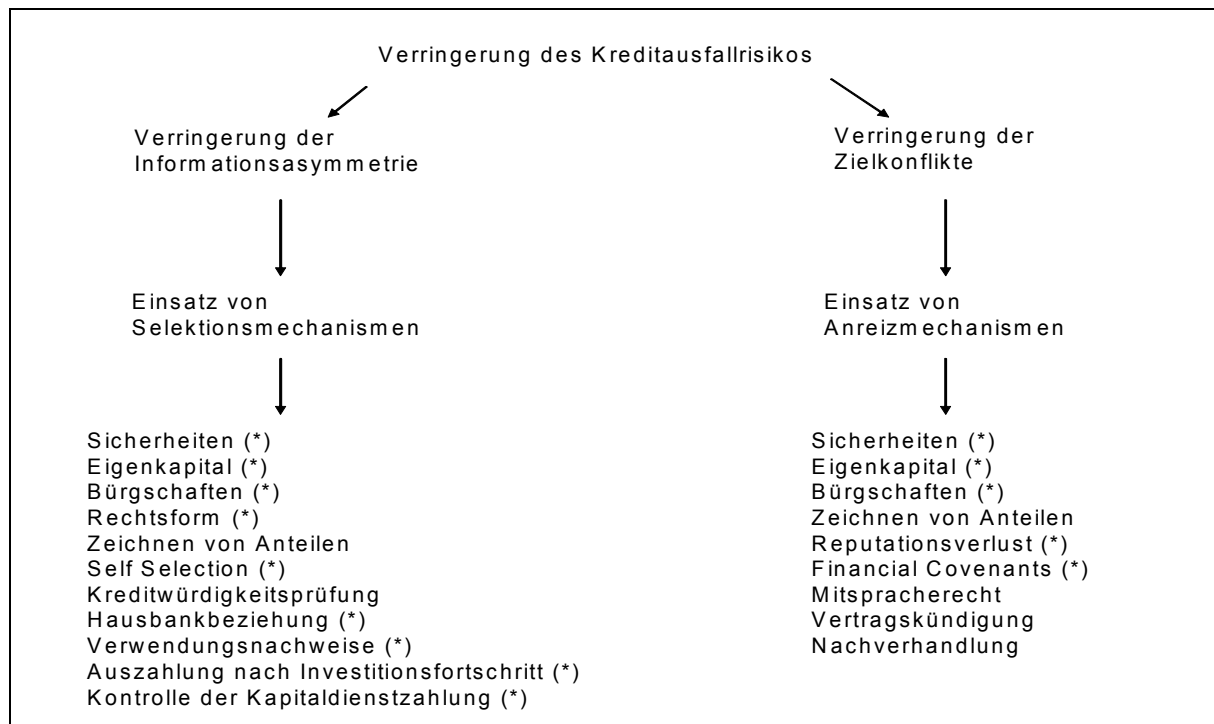 Verringerung des Kreditausfallrisikos
Verringerung der
Informationsasymmetrie
Verringerung der
Zielkonflikte
Einsatz von
Selektionsmechanismen
Einsatz von
Anreizmechanismen
Sicherheiten (*)
Eigenkapital (*)
Bürgschaften (*)
Rechtsform (*)
Zeichnen von Anteilen
Self Selection (*)
Kreditwürdigkeitsprüfung
Hausbankbeziehung (*)
Verwendungsnachweise (*)
Auszahlung nach Investitionsfortschritt (*)
Kontrolle der Kapitaldienstzahlung (*)
Sicherheiten (*)
Eigenkapital (*)
Bürgschaften (*)
Zeichnen von Anteilen
Reputationsverlust (*)
Financial Covenants (*)
Mitspracherecht
Vertragskündigung
Nachverhandlung